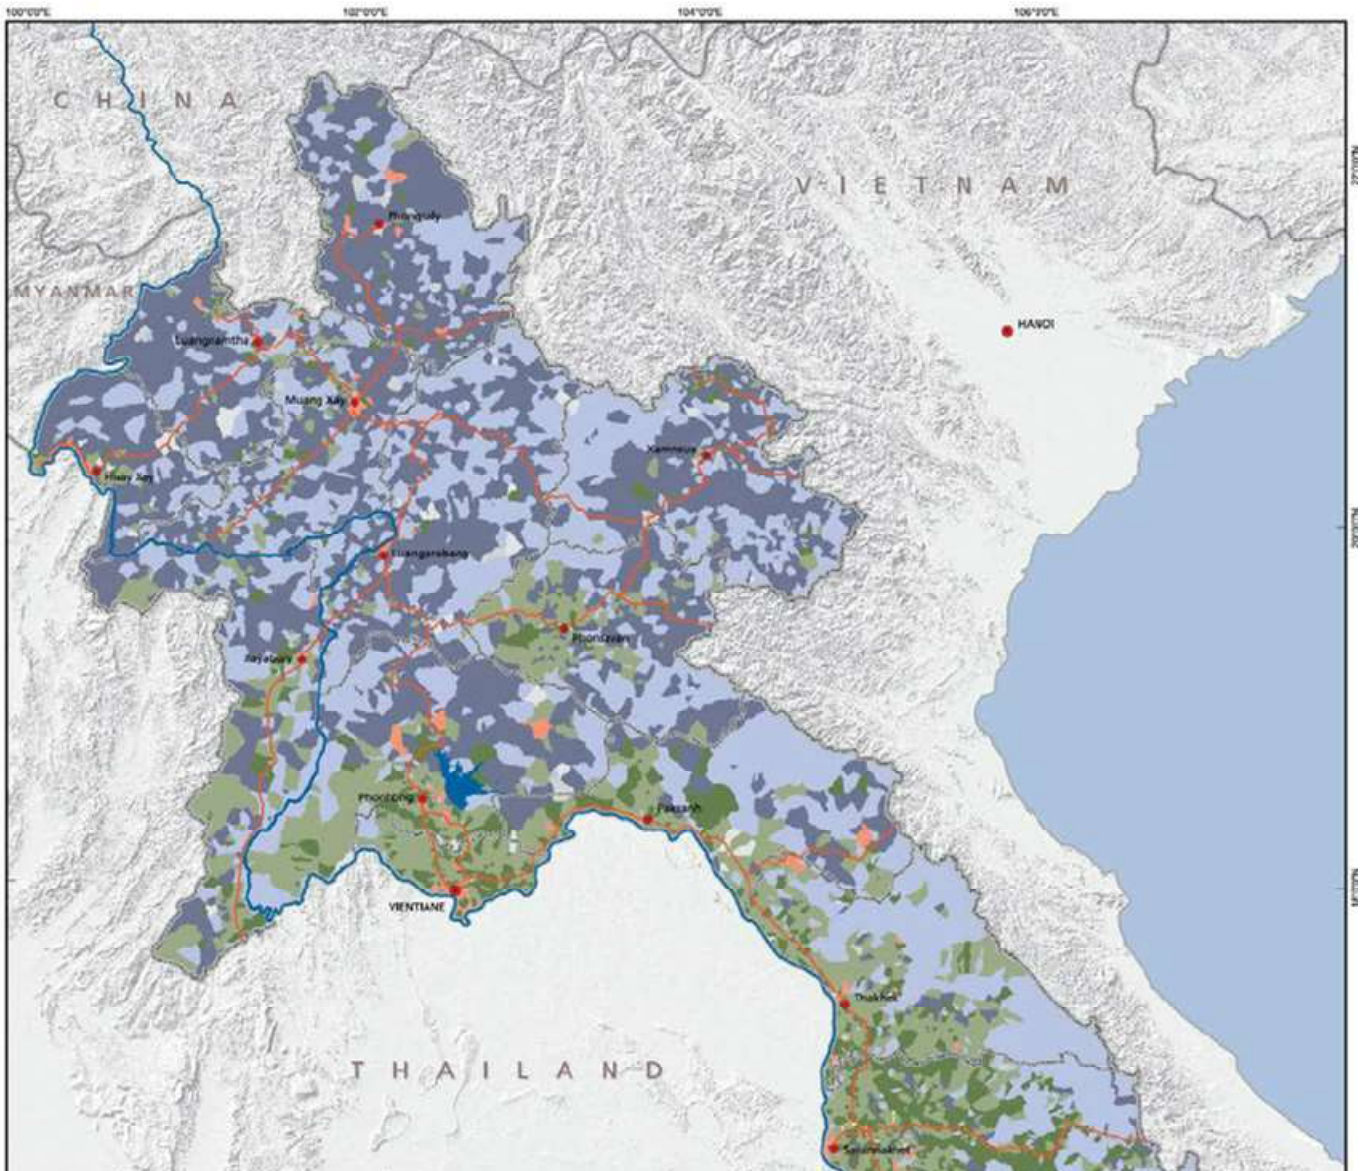 100°0'0"E 102°0'0"E 104°0'0"E 106°0'0"E
CHINA
VIETNAM
Phongsaly
MYANMAR
HANOI
Luangnamtha
Muang Xay
Xamneua
Huay Xay
Luangprabang
Phonsavan
Xayabury
Phonhong
Paksanh
VIENTIANE
Thakhek
THAILAND
Savannakhet